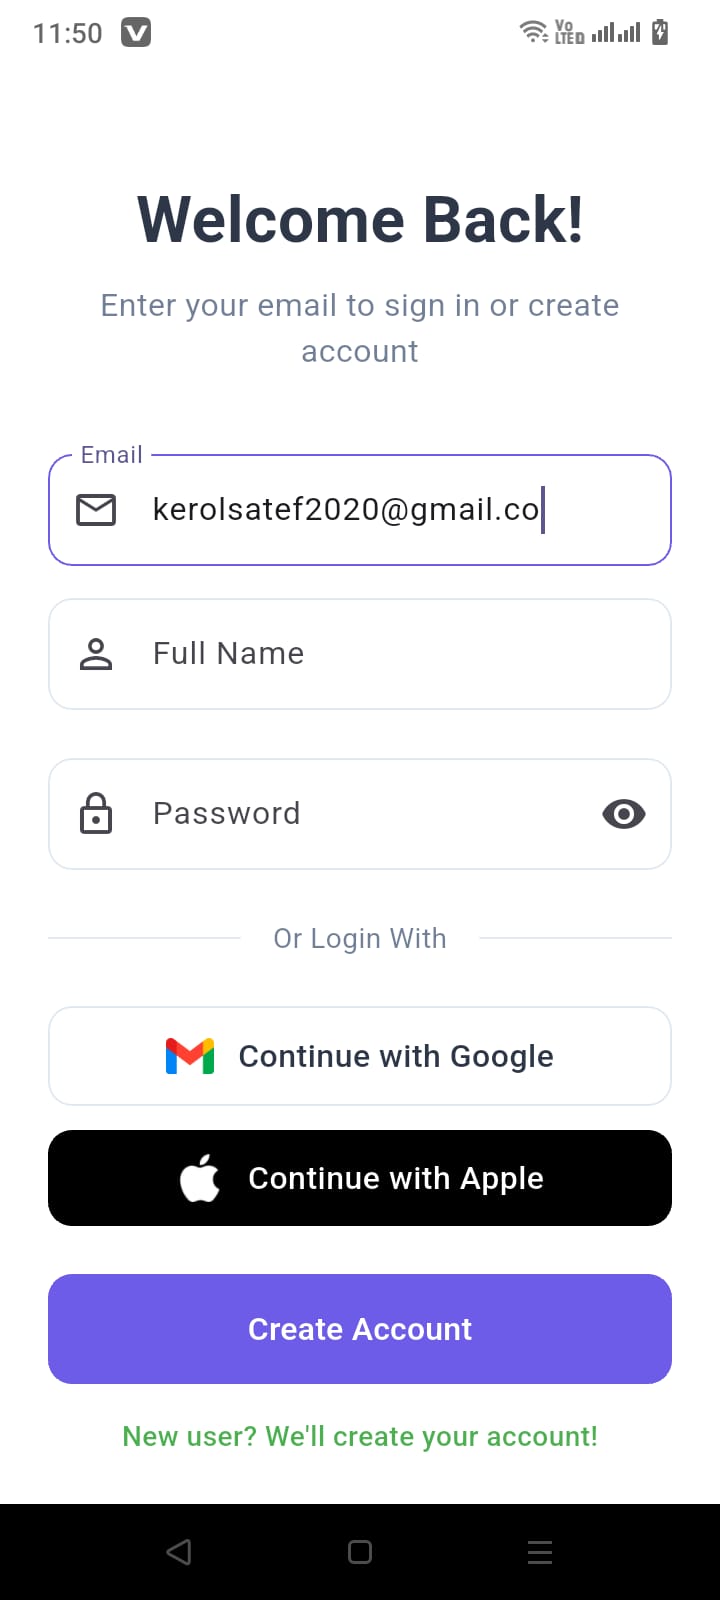 11:50
Vo
LTED
Welcome Back!
Enter your email to sign in or create
account
Email
kerolsatef2020@gmail.co
Full Name
Password
Or Login With
Continue with Google
Continue with Apple
Create Account
New user? We'll create your account!